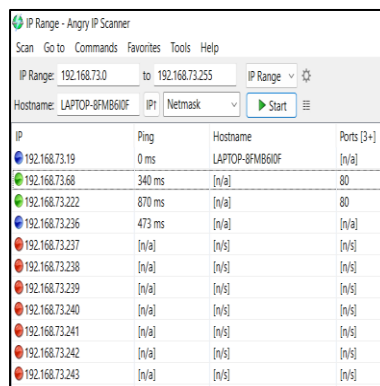 IP Range - Angry IP Scanner
Scan Go to Commands Favorites Tools Help
IP Range: 192.168.73.0 to 192.168.73.255 IP Range
Hostname: LAPTOP-8FMB6I0F IP↑ Netmask Start
IP Ping Hostname Ports [3+]
192.168.73.19 0 ms LAPTOP-8FMB6I0F [n/a]
192.168.73.68 340 ms [n/a] 80
192.168.73.222 870 ms [n/a] 80
192.168.73.236 473 ms [n/a] [n/a]
192.168.73.237 [n/a] [n/s] [n/s]
192.168.73.238 [n/a] [n/s] [n/s]
192.168.73.239 [n/a] [n/s] [n/s]
192.168.73.240 [n/a] [n/s] [n/s]
192.168.73.241 [n/a] [n/s] [n/s]
192.168.73.242 [n/a] [n/s] [n/s]
192.168.73.243 [n/a] [n/s] [n/s]